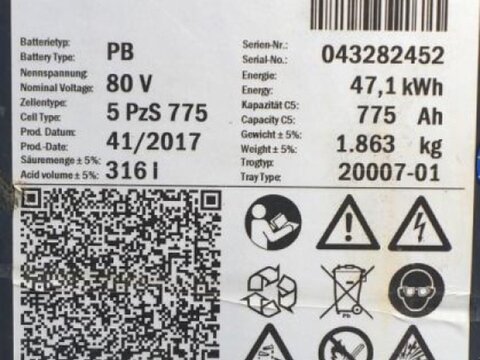 Batterietyp: Serien-Nr.:
Battery Type: PB Serial-No.: 043282452
Nennspannung: Energie:
Nominal Voltage: 80 V Energy: 47,1 kWh
Zellentype: Kapazität C5:
Cell Type: 5 PzS 775 Capacity C5: 775 Ah
Prod. Datum: Gewicht ± 5%:
Prod.-Date: 41/2017 Weight ± 5%: 1.863 kg
Säuremenge ± 5%: Trogtyp:
Acid volume ± 5%: 316 l Tray Type: 20007-01
Pb